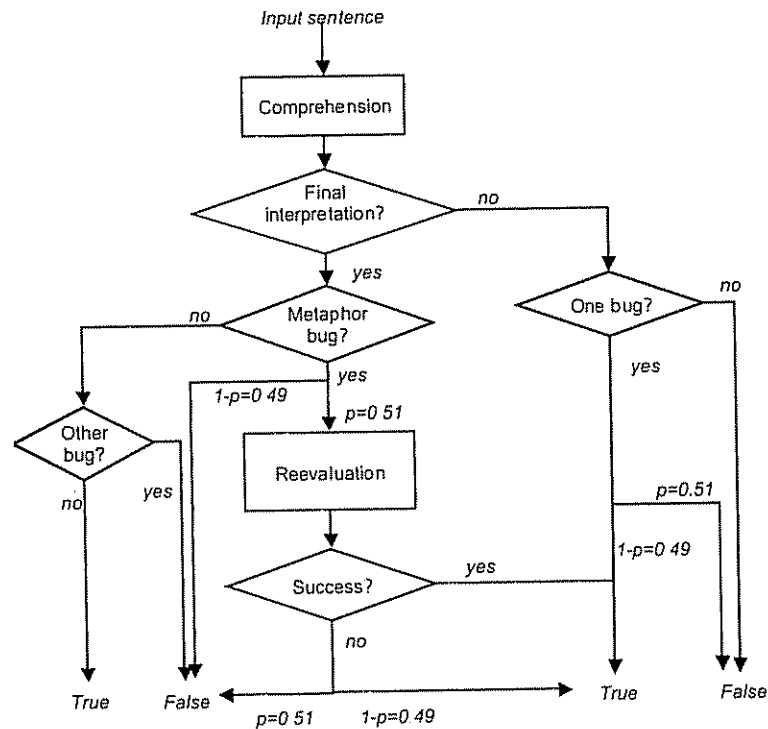 Input sentence
Comprehension
Final
interpretation?
no
yes
no
Metaphor
bug?
One bug?
no
yes
yes
1-p=0 49
p=0 51
Other
bug?
Reevaluation
no
yes
p=0.51
1-p=0 49
Success?
yes
no
True
False
True
False
p=0 51
1-p=0.49